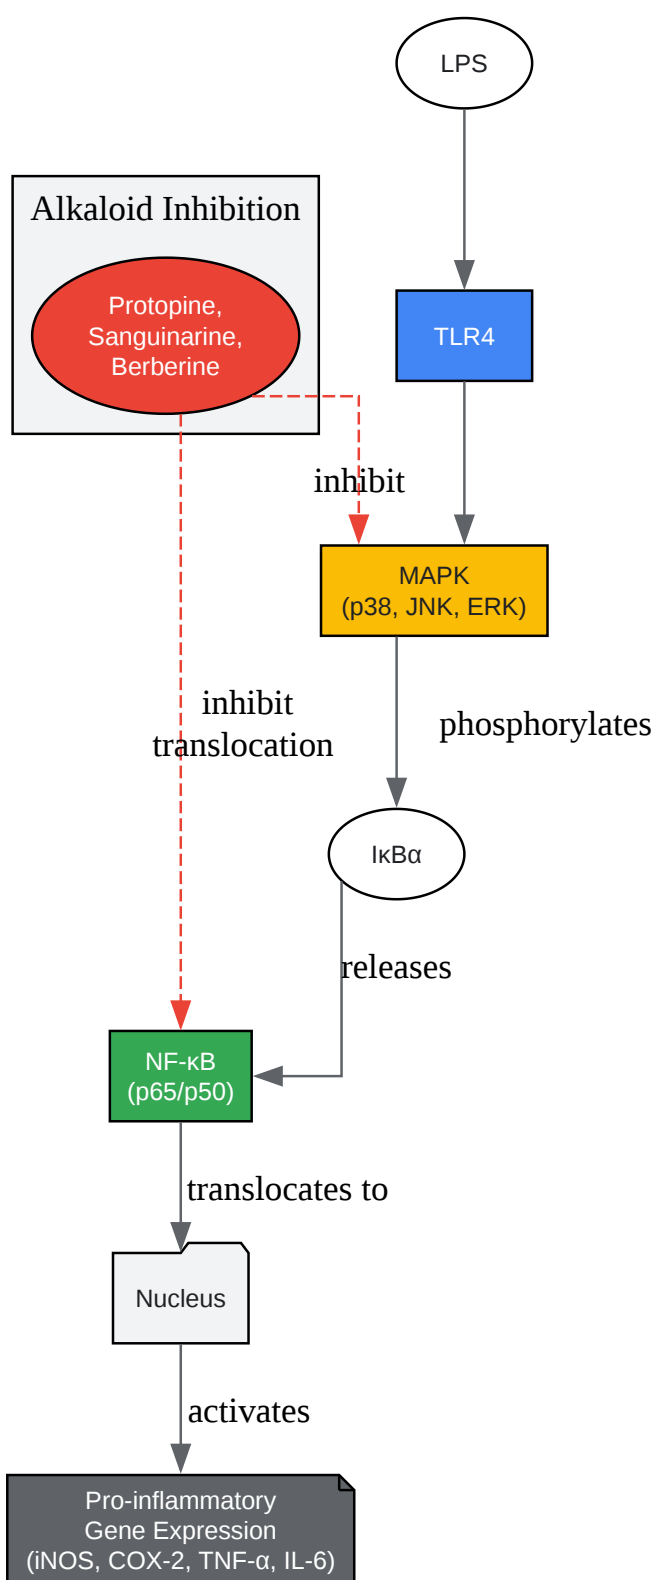 LPS
Alkaloid Inhibition
Protopine,
Sanguinarine,
Berberine
TLR4
inhibit
MAPK
(p38, JNK, ERK)
inhibit
translocation
phosphorylates
IκBα
releases
NF-κB
(p65/p50)
translocates to
Nucleus
activates
Pro-inflammatory
Gene Expression
(iNOS, COX-2, TNF-α, IL-6)